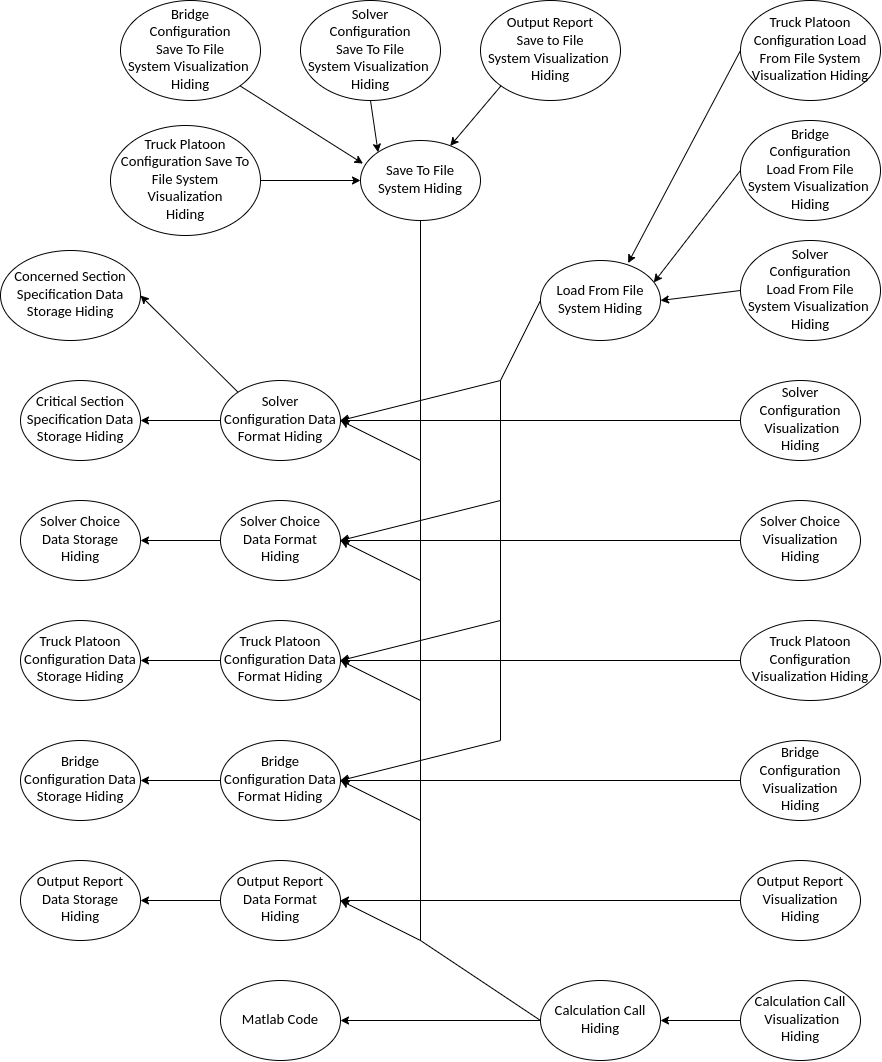 Bridge
Configuration
Save To File
System Visualization
Hiding
Solver
Configuration
Save To File
System Visualization
Hiding
Output Report
Save to File
System Visualization
Hiding
Truck Platoon
Configuration Load
From File System
Visualization Hiding
Truck Platoon
Configuration Save To
File System
Visualization
Hiding
Save To File
System Hiding
Bridge
Configuration
Load From File
System Visualization
Hiding
Concerned Section
Specification Data
Storage Hiding
Load From File
System Hiding
Solver
Configuration
Load From File
System Visualization
Hiding
Critical Section
Specification Data
Storage Hiding
Solver
Configuration Data
Format Hiding
Solver
Configuration
Visualization
Hiding
Solver Choice
Data Storage
Hiding
Solver Choice
Data Format
Hiding
Solver Choice
Visualization
Hiding
Truck Platoon
Configuration Data
Storage Hiding
Truck Platoon
Configuration Data
Format Hiding
Truck Platoon
Configuration
Visualization Hiding
Bridge
Configuration Data
Storage Hiding
Bridge
Configuration Data
Format Hiding
Bridge
Configuration
Visualization
Hiding
Output Report
Data Storage
Hiding
Output Report
Data Format
Hiding
Output Report
Visualization
Hiding
Matlab Code
Calculation Call
Hiding
Calculation Call
Visualization
Hiding